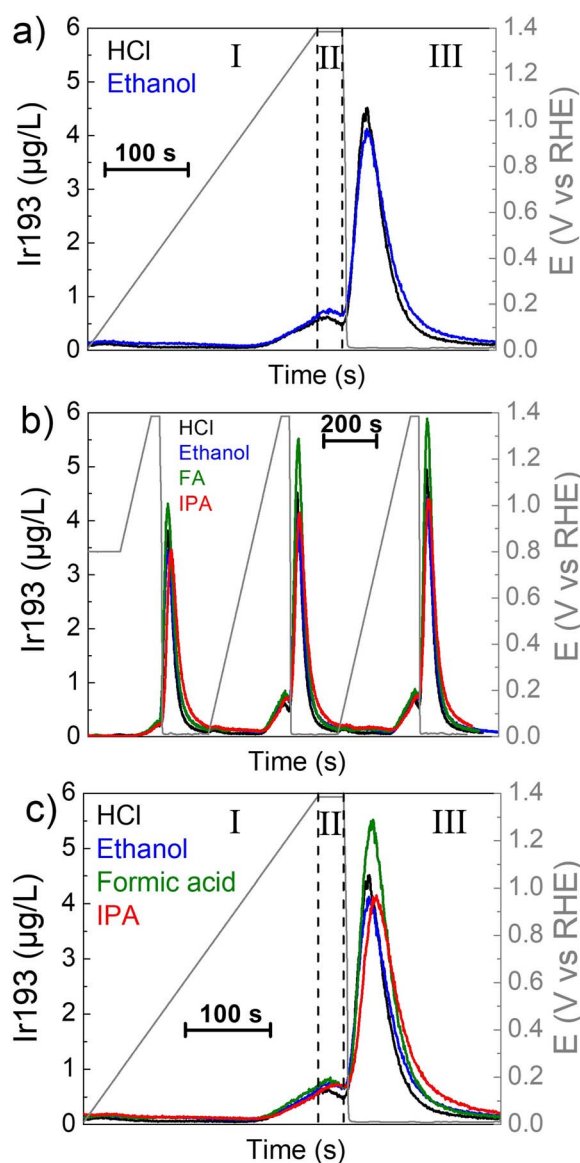 a)
HCl
Ethanol
I
II
III
100 s
6
5
4
3
2
1
0
Ir193 (µg/L)
1.4
1.2
1.0
0.8
0.6
0.4
0.2
0.0
E (V vs RHE)
Time (s)
b)
HCl
Ethanol
FA
IPA
200 s
6
5
4
3
2
1
0
Ir193 (µg/L)
1.4
1.2
1.0
0.8
0.6
0.4
0.2
0.0
E (V vs RHE)
Time (s)
c)
HCl
Ethanol
Formic acid
IPA
I
II
III
100 s
6
5
4
3
2
1
0
Ir193 (µg/L)
1.4
1.2
1.0
0.8
0.6
0.4
0.2
0.0
E (V vs RHE)
Time (s)